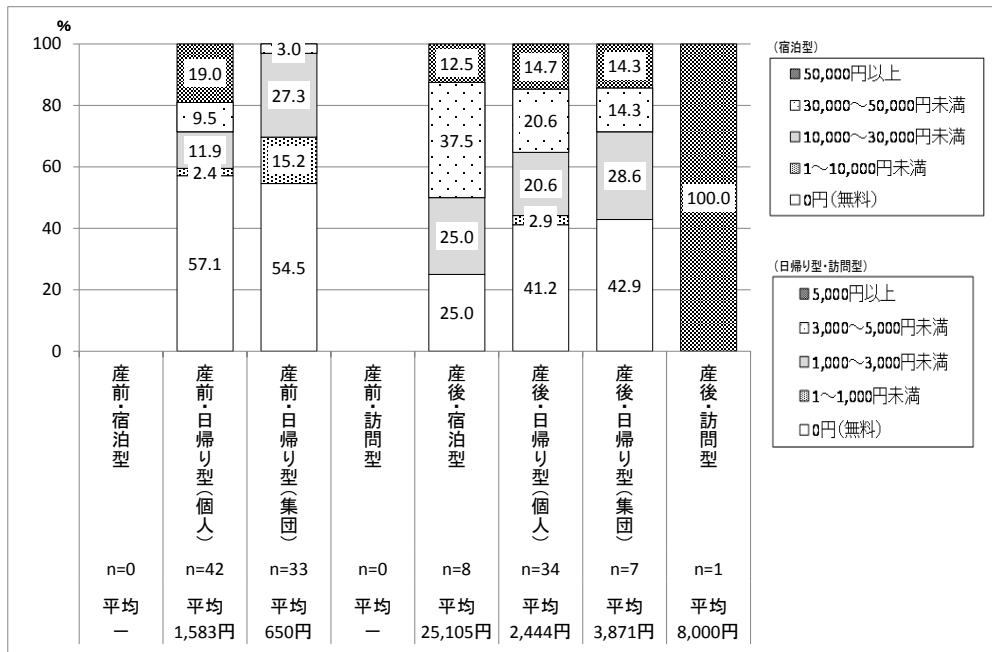 %
100
80
60
40
20
0
19.0
9.5
11.9
2.4
57.1
3.0
27.3
15.2
54.5
12.5
37.5
25.0
25.0
14.7
20.6
20.6
2.9
41.2
14.3
14.3
28.6
42.9
100.0
産前・宿泊型
産前・日帰り型(個人)
産前・日帰り型(集団)
産前・訪問型
産後・宿泊型
産後・日帰り型(個人)
産後・日帰り型(集団)
産後・訪問型
n=0 n=42 n=33 n=0 n=8 n=34 n=7 n=1
平均 平均 平均 平均 平均 平均 平均 平均
― 1,583円 650円 ― 25,105円 2,444円 3,871円 8,000円
(宿泊型)
50,000円以上
30,000～50,000円未満
10,000～30,000円未満
1～10,000円未満
0円(無料)
(日帰り型・訪問型)
5,000円以上
3,000～5,000円未満
1,000～3,000円未満
1～1,000円未満
0円(無料)